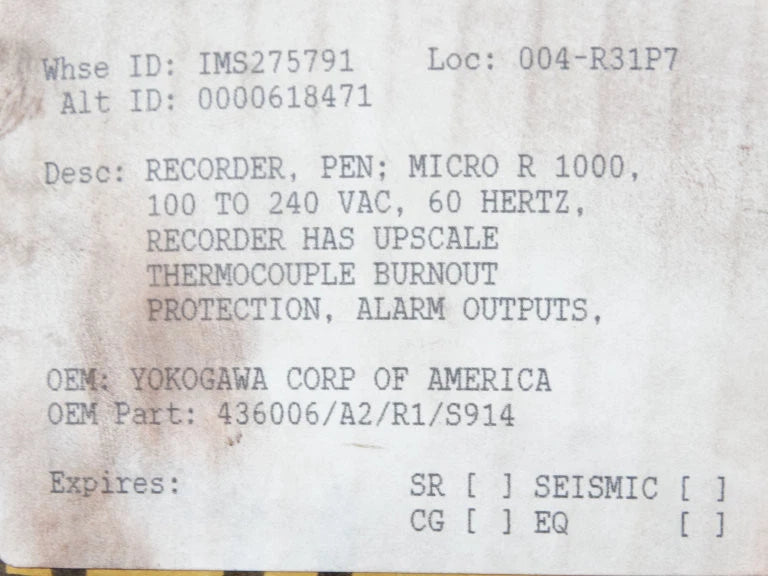 Whse ID: IMS275791 Loc: 004-R31P7
Alt ID: 0000618471
Desc: RECORDER, PEN; MICRO R 1000,
100 TO 240 VAC, 60 HERTZ,
RECORDER HAS UPSCALE
THERMOCOUPLE BURNOUT
PROTECTION, ALARM OUTPUTS,
OEM: YOKOGAWA CORP OF AMERICA
OEM Part: 436006/A2/R1/S914
Expires: SR [ ] SEISMIC [ ]
CG [ ] EQ [ ]